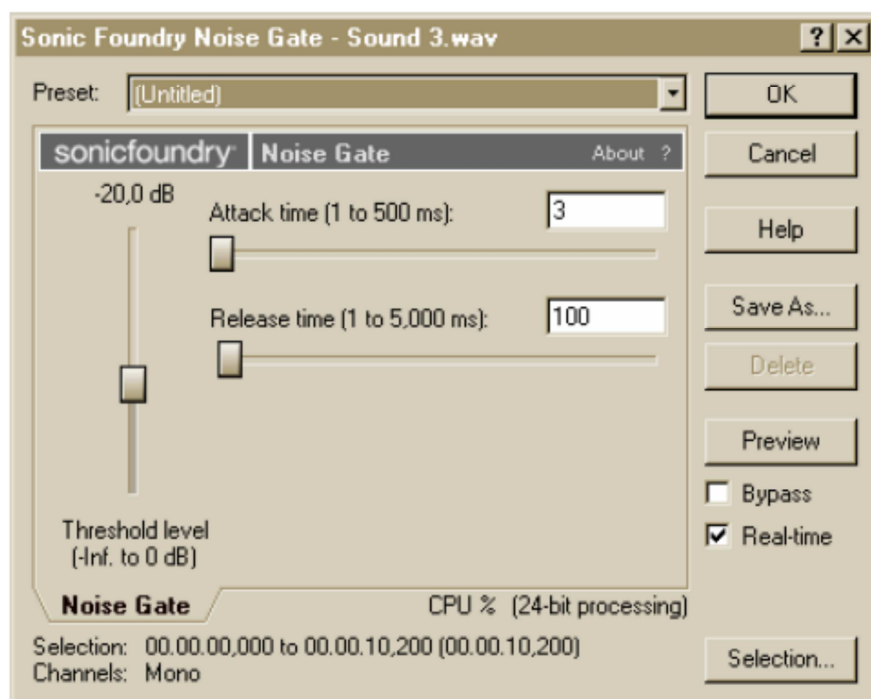 Sonic Foundry Noise Gate - Sound 3.wav
Preset: (Untitled)
OK
sonicfoundry Noise Gate About ?
Cancel
-20,0 dB
Attack time (1 to 500 ms): 3
Help
Release time (1 to 5,000 ms): 100
Save As...
Delete
Preview
Bypass
Threshold level
(-Inf. to 0 dB)
Real-time
Noise Gate
CPU % (24-bit processing)
Selection: 00.00.00,000 to 00.00.10,200 (00.00.10,200)
Channels: Mono
Selection...